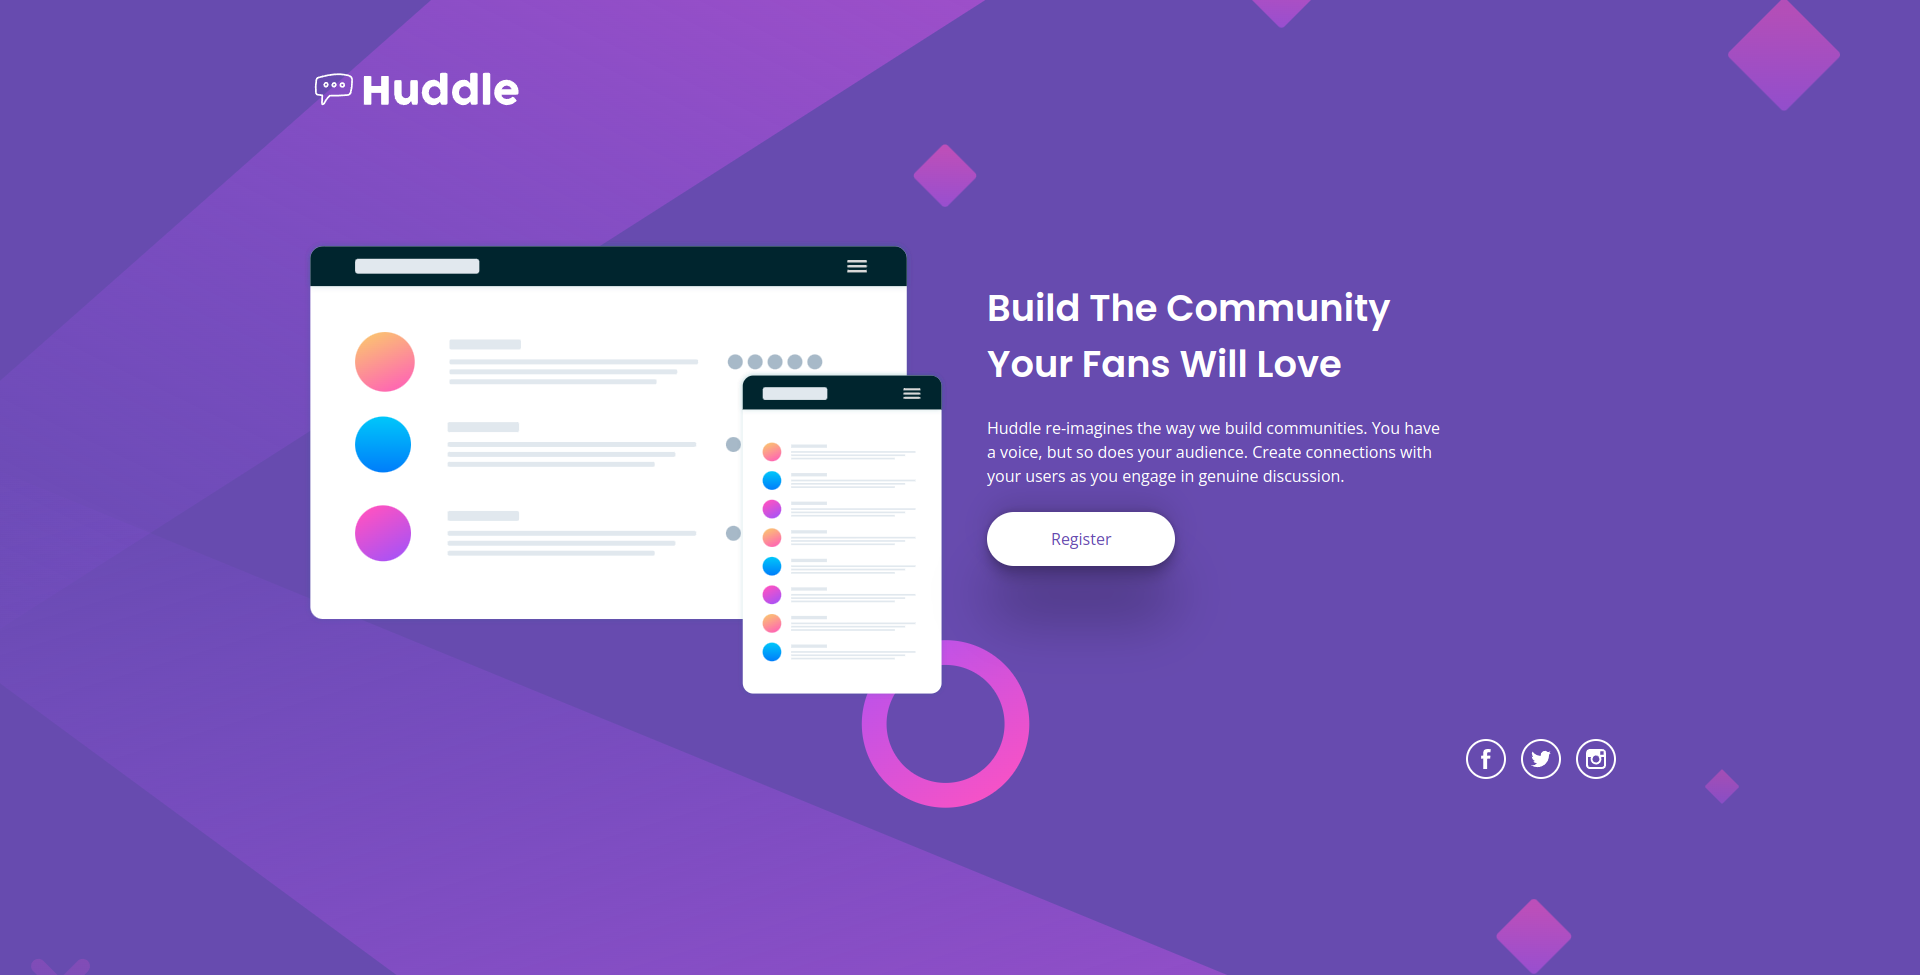 Huddle
Build The Community
Your Fans Will Love
Huddle re-imagines the way we build communities. You have
a voice, but so does your audience. Create connections with
your users as you engage in genuine discussion.
Register